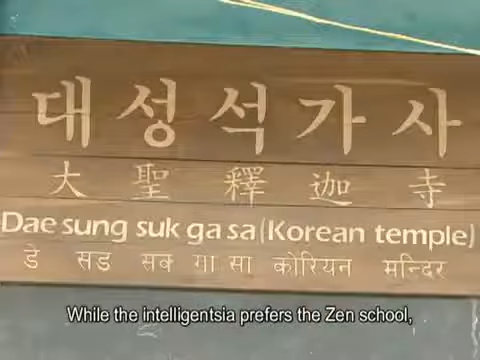 대성석가사
大聖釋迦寺
Dae sung suk ga sa (Korean temple)
डे सड सक गा सा कोरियन मन्दिर
While the intelligentsia prefers the Zen school,